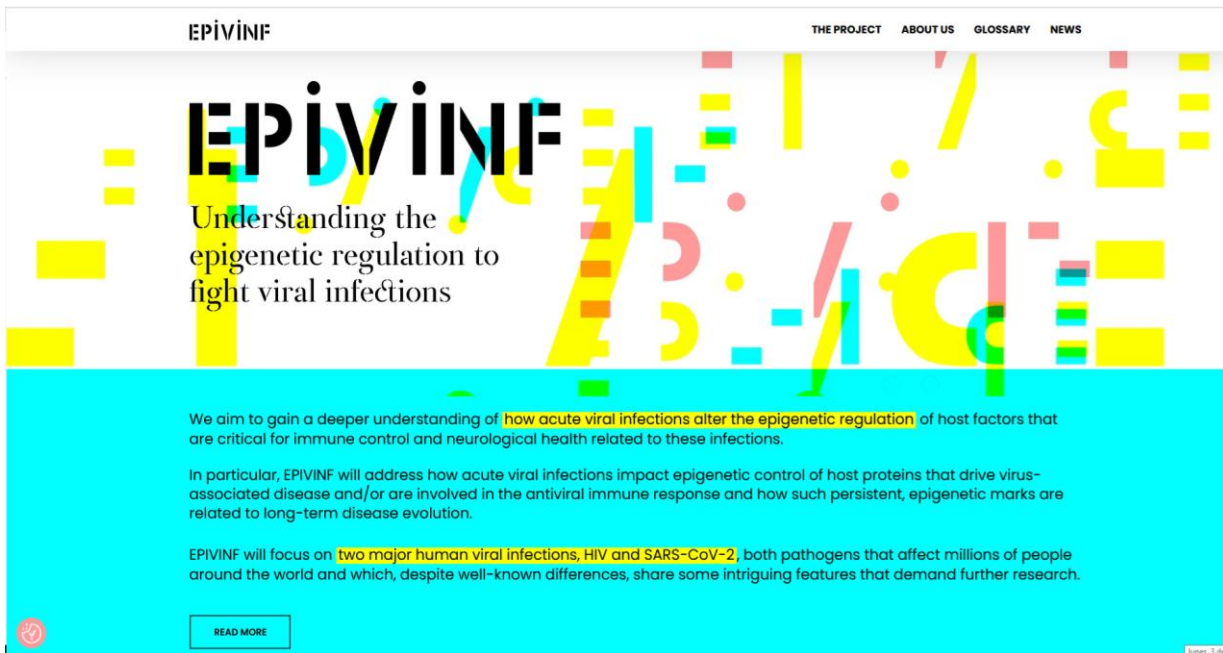 EPIVINF
THE PROJECT ABOUT US GLOSSARY NEWS
EPIVINF
Understanding the
epigenetic regulation to
fight viral infections
We aim to gain a deeper understanding of how acute viral infections alter the epigenetic regulation of host factors that
are critical for immune control and neurological health related to these infections.
In particular, EPIVINF will address how acute viral infections impact epigenetic control of host proteins that drive virus-
associated disease and/or are involved in the antiviral immune response and how such persistent, epigenetic marks are
related to long-term disease evolution.
EPIVINF will focus on two major human viral infections, HIV and SARS-CoV-2, both pathogens that affect millions of people
around the world and which, despite well-known differences, share some intriguing features that demand further research.
READ MORE